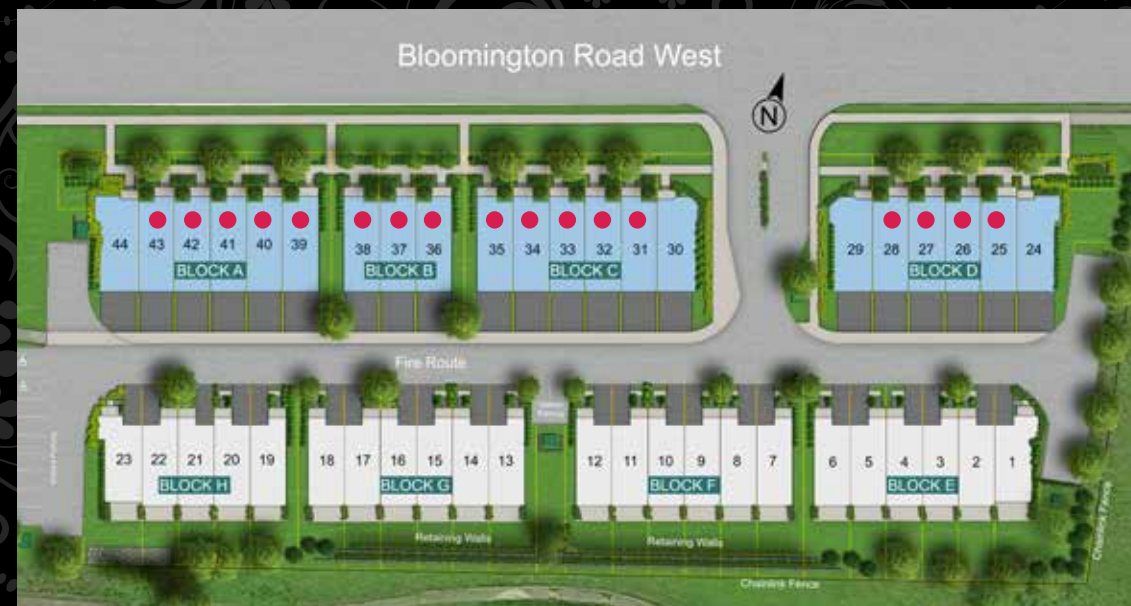 Bloomington Road West
N
44 43 42 41 40 39
BLOCK A
38 37 36
BLOCK B
35 34 33 32 31 30
BLOCK C
29 28 27 26 25 24
BLOCK D
Fire Route
23 22 21 20 19
BLOCK H
18 17 16 15 14 13
BLOCK G
12 11 10 9 8 7
BLOCK F
6 5 4 3 2 1
BLOCK E
Retaining Walls
Retaining Walls
Chainlink Fence
Chainlink Fence